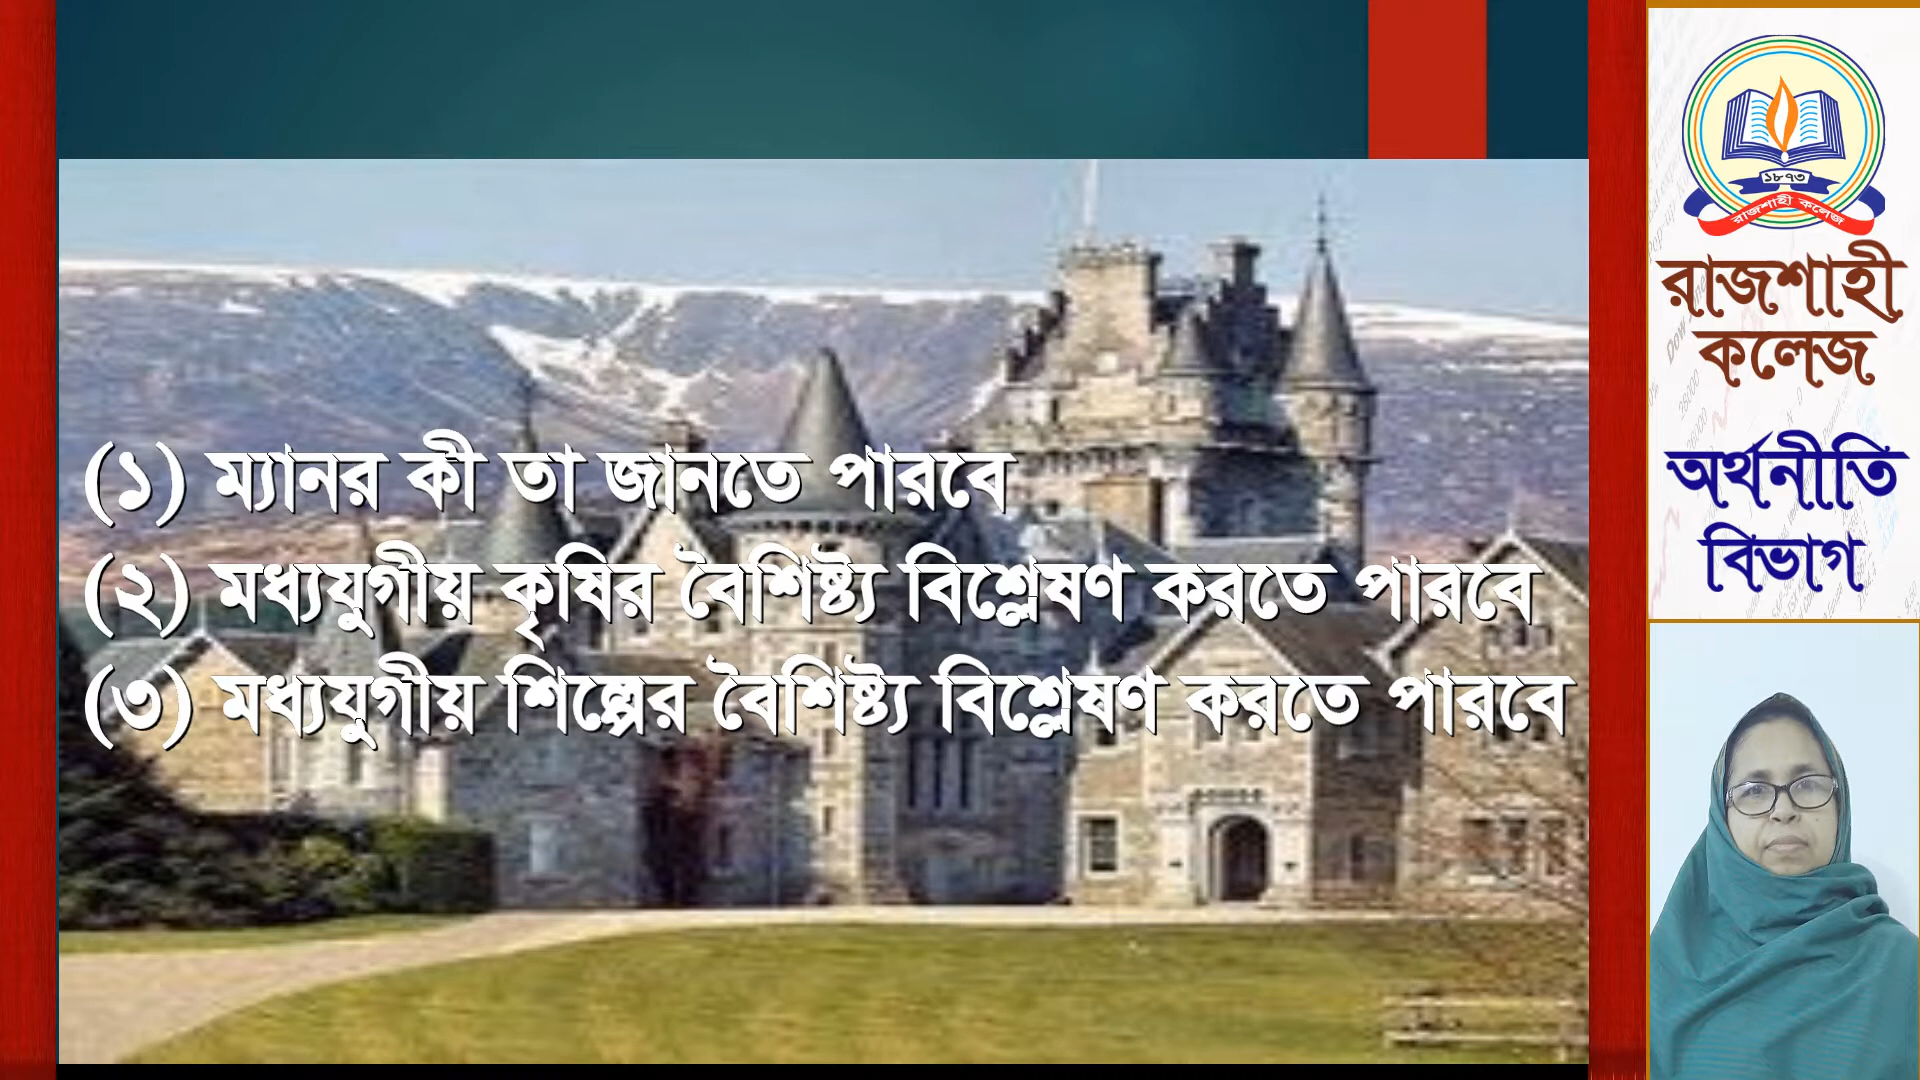 (১) ম্যানর কী তা জানতে পারবে
(২) মধ্যযুগীয় কৃষির বৈশিষ্ট্য বিশ্লেষণ করতে পারবে
(৩) মধ্যযুগীয় শিল্পের বৈশিষ্ট্য বিশ্লেষণ করতে পারবে
১৮৭৩
রাজশাহী কলেজ
রাজশাহী
কলেজ
অর্থনীতি
বিভাগ